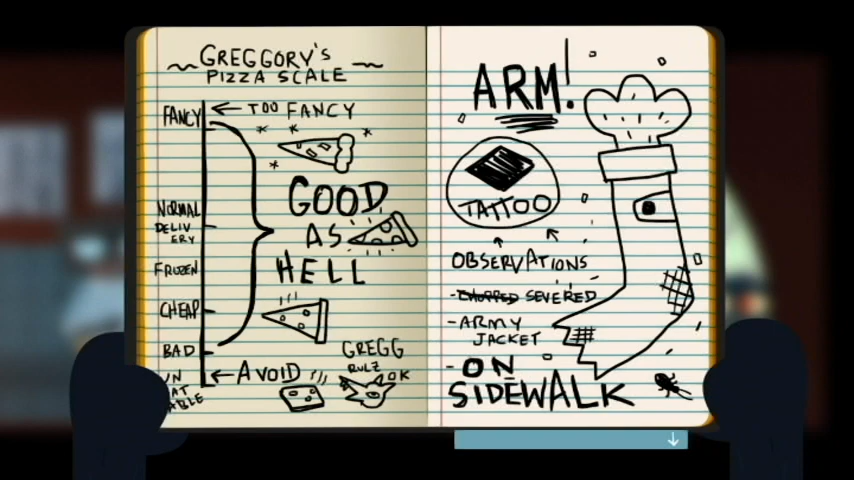 GREGGORY'S
PIZZA SCALE
FANCY
TOO FANCY
NORMAL
DELIV
ERY
GOOD
AS
HELL
FROZEN
CHEAP
BAD
AVOID
GREGG
RULZ
OK
ARM!
TATTOO
OBSERVATIONS
- CHOPPED SEVERED
- ARMY
JACKET
- ON
SIDEWALK